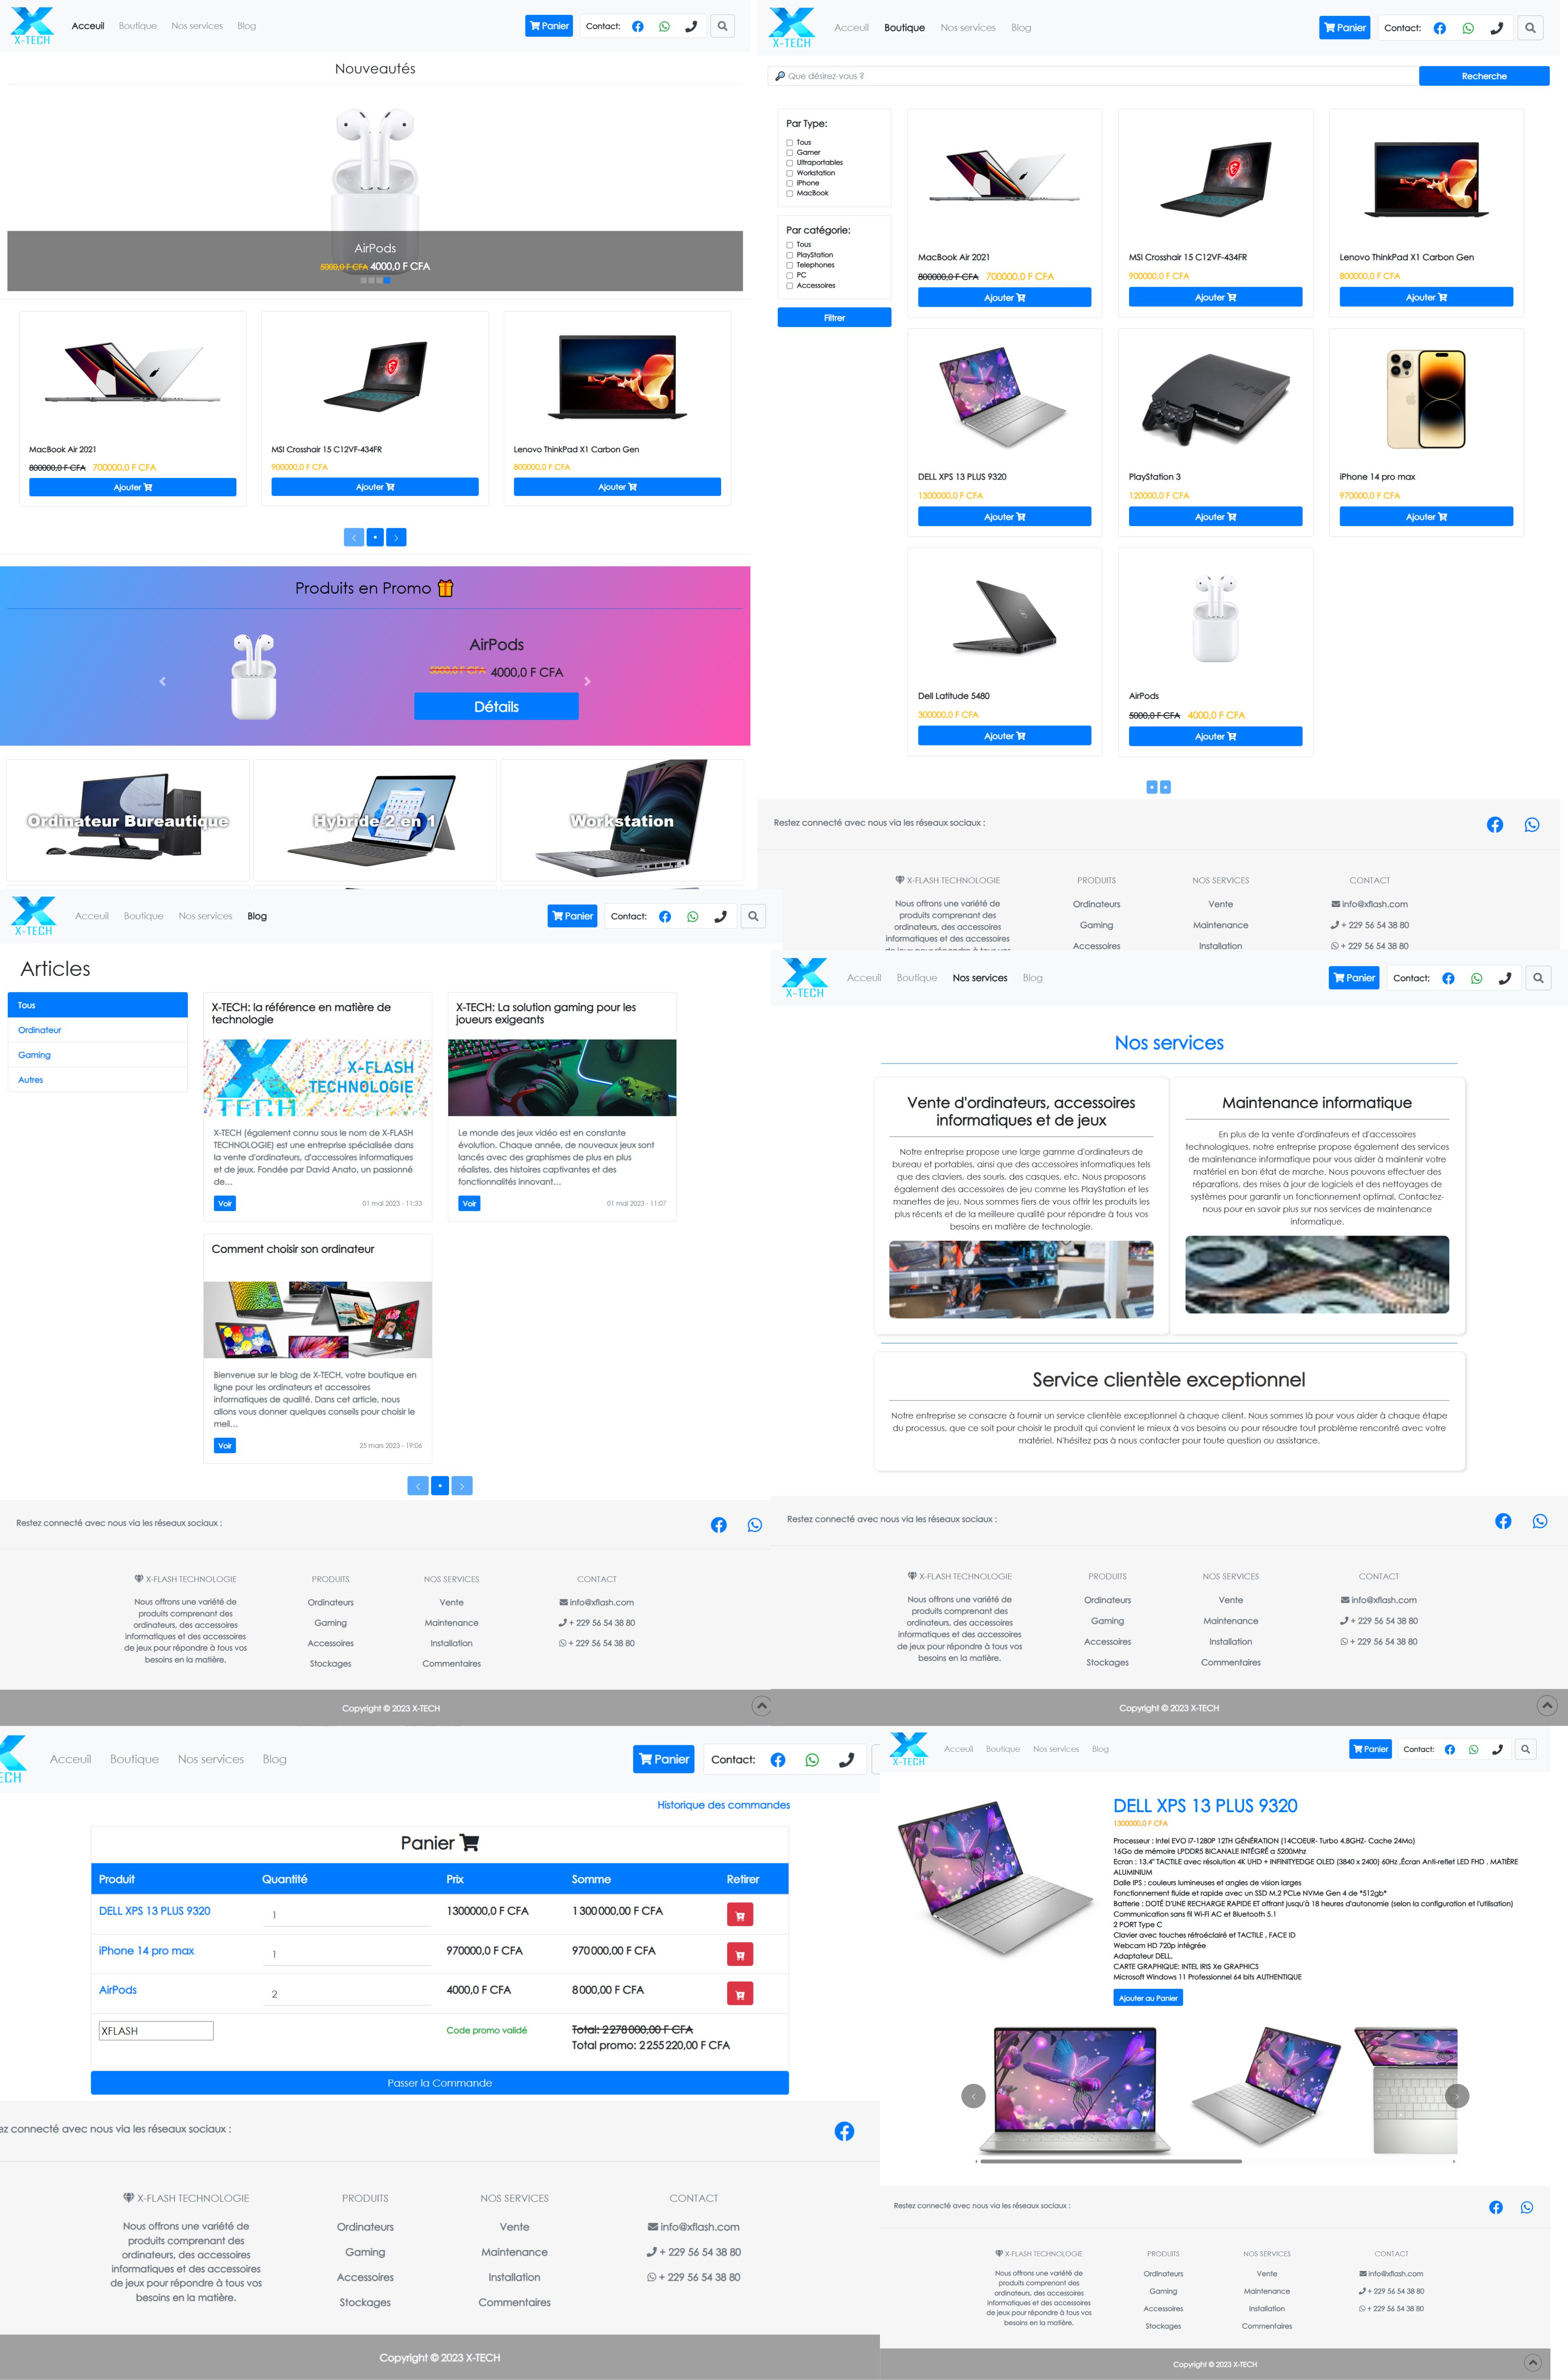 X-TECH
Acceuil Boutique Nos services Blog
Panier Contact:
Nouveautés
AirPods
5000,0 F CFA 4000,0 F CFA
MacBook Air 2021
800000,0 F CFA 700000,0 F CFA
Ajouter
MSI Crosshair 15 C12VF-434FR
900000,0 F CFA
Ajouter
Lenovo ThinkPad X1 Carbon Gen
800000,0 F CFA
Ajouter
Produits en Promo
AirPods
5000,0 F CFA 4000,0 F CFA
Détails
Ordinateur Bureautique
Hybride 2 en 1
Workstation
X-TECH
Acceuil Boutique Nos services Blog
Panier Contact:
Que désirez-vous ?
Recherche
Par Type:
Tous
Gamer
Ultraportables
Workstation
iPhone
MacBook
Par catégorie:
Tous
PlayStation
Telephones
PC
Accessoires
Filtrer
MacBook Air 2021
800000,0 F CFA 700000,0 F CFA
Ajouter
MSI Crosshair 15 C12VF-434FR
900000,0 F CFA
Ajouter
Lenovo ThinkPad X1 Carbon Gen
800000,0 F CFA
Ajouter
DELL XPS 13 PLUS 9320
1300000,0 F CFA
Ajouter
PlayStation 3
120000,0 F CFA
Ajouter
iPhone 14 pro max
970000,0 F CFA
Ajouter
Dell Latitude 5480
300000,0 F CFA
Ajouter
AirPods
5000,0 F CFA 4000,0 F CFA
Ajouter
Restez connecté avec nous via les réseaux sociaux :
X-FLASH TECHNOLOGIE
Nous offrons une variété de
produits comprenant des
ordinateurs, des accessoires
informatiques et des accessoires
de jeux pour répondre à tous vos
PRODUITS
Ordinateurs
Gaming
Accessoires
NOS SERVICES
Vente
Maintenance
Installation
CONTACT
info@xflash.com
+ 229 56 54 38 80
+ 229 56 54 38 80
X-TECH
Acceuil Boutique Nos services Blog
Panier Contact:
Articles
Tous
Ordinateur
Gaming
Autres
X-TECH: la référence en matière de
technologie
X-FLASH
TECHNOLOGIE
TECH
X-TECH (également connu sous le nom de X-FLASH
TECHNOLOGIE) est une entreprise spécialisée dans
la vente d'ordinateurs, d'accessoires informatiques
et de jeux. Fondée par David Anato, un passionné
de...
Voir 01 mai 2023 - 11:33
X-TECH: La solution gaming pour les
joueurs exigeants
Le monde des jeux vidéo est en constante
évolution. Chaque année, de nouveaux jeux sont
lancés avec des graphismes de plus en plus
réalistes, des histoires captivantes et des
fonctionnalités innovant...
Voir 01 mai 2023 - 11:07
Comment choisir son ordinateur
Bienvenue sur le blog de X-TECH, votre boutique en
ligne pour les ordinateurs et accessoires
informatiques de qualité. Dans cet article, nous
allons vous donner quelques conseils pour choisir le
meil...
Voir 25 mars 2023 - 19:06
Restez connecté avec nous via les réseaux sociaux :
X-FLASH TECHNOLOGIE
Nous offrons une variété de
produits comprenant des
ordinateurs, des accessoires
informatiques et des accessoires
de jeux pour répondre à tous vos
besoins en la matière.
PRODUITS
Ordinateurs
Gaming
Accessoires
Stockages
NOS SERVICES
Vente
Maintenance
Installation
Commentaires
CONTACT
info@xflash.com
+ 229 56 54 38 80
+ 229 56 54 38 80
Copyright © 2023 X-TECH
X-TECH
Acceuil Boutique Nos services Blog
Panier Contact:
Nos services
Vente d'ordinateurs, accessoires
informatiques et de jeux
Notre entreprise propose une large gamme d'ordinateurs de
bureau et portables, ainsi que des accessoires informatiques tels
que des claviers, des souris, des casques, etc. Nous proposons
également des accessoires de jeu comme les PlayStation et les
manettes de jeu. Nous sommes fiers de vous offrir les produits les
plus récents et de la meilleure qualité pour répondre à tous vos
besoins en matière de technologie.
Maintenance informatique
En plus de la vente d'ordinateurs et d'accessoires
technologiques, notre entreprise propose également des services
de maintenance informatique pour vous aider à maintenir votre
matériel en bon état de marche. Nous pouvons effectuer des
réparations, des mises à jour de logiciels et des nettoyages de
systèmes pour garantir un fonctionnement optimal. Contactez-
nous pour en savoir plus sur nos services de maintenance
informatique.
Service clientèle exceptionnel
Notre entreprise se consacre à fournir un service clientèle exceptionnel à chaque client. Nous sommes là pour vous aider à chaque étape
du processus, que ce soit pour choisir le produit qui convient le mieux à vos besoins ou pour résoudre tout problème rencontré avec votre
matériel. N'hésitez pas à nous contacter pour toute question ou assistance.
Restez connecté avec nous via les réseaux sociaux :
X-FLASH TECHNOLOGIE
Nous offrons une variété de
produits comprenant des
ordinateurs, des accessoires
informatiques et des accessoires
de jeux pour répondre à tous vos
besoins en la matière.
PRODUITS
Ordinateurs
Gaming
Accessoires
Stockages
NOS SERVICES
Vente
Maintenance
Installation
Commentaires
CONTACT
info@xflash.com
+ 229 56 54 38 80
+ 229 56 54 38 80
Copyright © 2023 X-TECH
ECH
Acceuil Boutique Nos services Blog
Panier Contact:
Historique des commandes
Panier
Produit Quantité Prix Somme Retirer
DELL XPS 13 PLUS 9320 1 1300000,0 F CFA 1 300 000,00 F CFA
iPhone 14 pro max 1 970000,0 F CFA 970 000,00 F CFA
AirPods 2 4000,0 F CFA 8 000,00 F CFA
XFLASH Code promo validé Total: 2 278 000,00 F CFA
Total promo: 2 255 220,00 F CFA
Passer la Commande
ez connecté avec nous via les réseaux sociaux :
X-FLASH TECHNOLOGIE
Nous offrons une variété de
produits comprenant des
ordinateurs, des accessoires
informatiques et des accessoires
de jeux pour répondre à tous vos
besoins en la matière.
PRODUITS
Ordinateurs
Gaming
Accessoires
Stockages
NOS SERVICES
Vente
Maintenance
Installation
Commentaires
CONTACT
info@xflash.com
+ 229 56 54 38 80
+ 229 56 54 38 80
Copyright © 2023 X-TECH
X-TECH
Acceuil Boutique Nos services Blog
Panier Contact:
DELL XPS 13 PLUS 9320
1300000,0 F CFA
Processeur : Intel EVO i7-1280P 12TH GÉNÉRATION (14COEUR- Turbo 4.8GHZ- Cache 24Mo)
16Go de mémoire LPDDR5 BICANALE INTÉGRÉ a 5200Mhz
Ecran : 13.4" TACTILE avec résolution 4K UHD + INFINITYEDGE OLED (3840 x 2400) 60Hz ,Écran Anti-reflet LED FHD . MATIÈRE
ALUMINIUM
Dalle IPS : couleurs lumineuses et angles de vision larges
Fonctionnement fluide et rapide avec un SSD M.2 PCLe NVMe Gen 4 de *512gb*
Batterie : DOTÉ D'UNE RECHARGE RAPIDE ET offrant jusqu'à 18 heures d'autonomie (selon la configuration et l'utilisation)
Communication sans fil Wi-Fi AC et Bluetooth 5.1
2 PORT Type C
Clavier avec touches rétroéclairé et TACTILE , FACE ID
Webcam HD 720p intégrée
Adaptateur DELL.
CARTE GRAPHIQUE: INTEL IRIS Xe GRAPHICS
Microsoft Windows 11 Professionnel 64 bits AUTHENTIQUE
Ajouter au Panier
Restez connecté avec nous via les réseaux sociaux :
X-FLASH TECHNOLOGIE
Nous offrons une variété de
produits comprenant des
ordinateurs, des accessoires
informatiques et des accessoires
de jeux pour répondre à tous vos
besoins en la matière.
PRODUITS
Ordinateurs
Gaming
Accessoires
Stockages
NOS SERVICES
Vente
Maintenance
Installation
Commentaires
CONTACT
info@xflash.com
+ 229 56 54 38 80
+ 229 56 54 38 80
Copyright © 2023 X-TECH